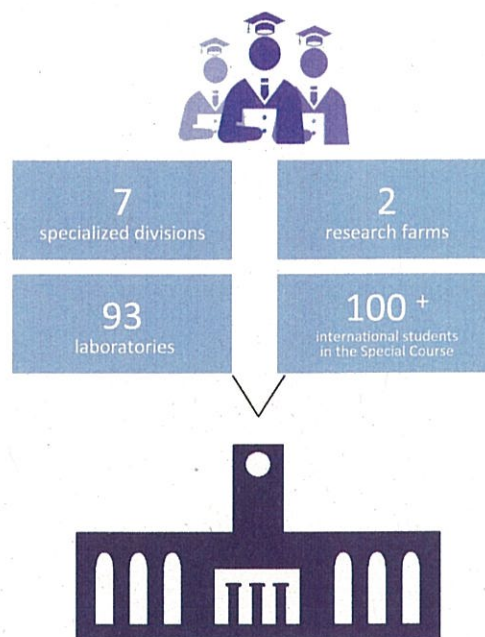 7
specialized divisions
2
research farms
93
laboratories
100 +
international students
in the Special Course